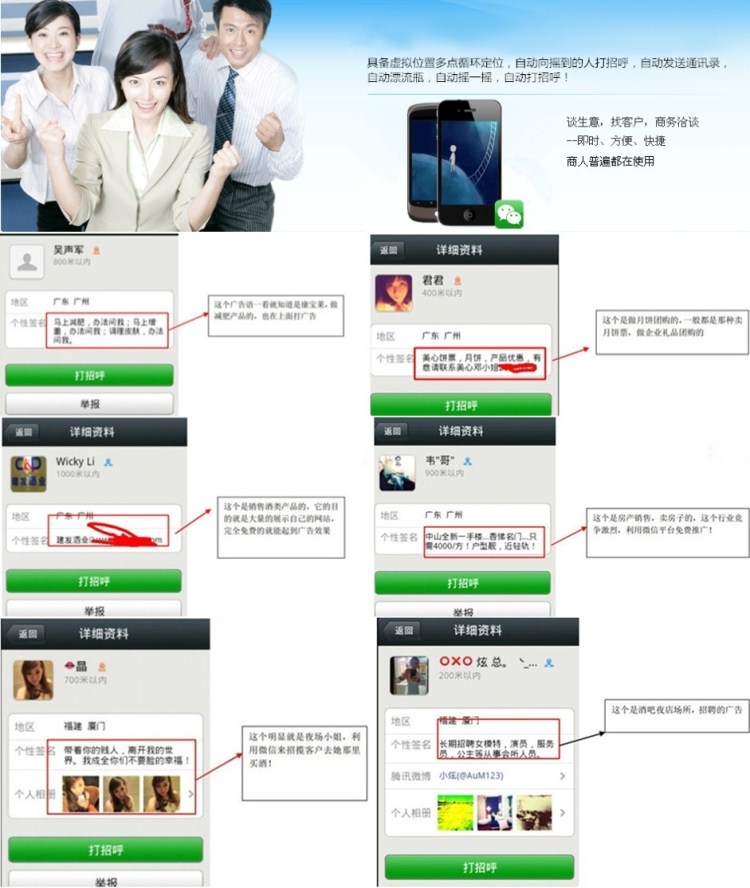 具备虚拟位置多点循环定位，自动向摇到的人打招呼，自动发送通讯录，
自动漂流瓶，自动摇一摇，自动打招呼！
谈生意，找客户，商务洽谈
--即时、方便、快捷
商人普遍都在使用
吴声军
800米以内
地区 广东 广州
个性签名 马上减肥，办法问我；马上增
重，办法问我；调理皮肤，办法
问我。
打招呼
举报
这个广告语一看就知道是康宝莱，做
减肥产品的，也在上面打广告
返回 详细资料
君君
400米以内
地区 广东 广州
个性签名 美心饼票，月饼，产品优惠，有
意请联系美心邓小姐
打招呼
这个是做月饼团购的，一般都是那种卖
月饼票，做企业礼品团购的
返回 详细资料
Wicky Li
1000米以内
地区 广东 广州
个性签名 建发酒业
com
打招呼
举报
这个是销售酒类产品的，它的目
的就是大量的展示自己的网站，
完全免费的就能起到广告效果
返回 详细资料
韦"哥"
900米以内
地区 广东 广州
个性签名 中山全新一手楼...香悌名门...只
需4000/方！户型靓，近轻轨！
打招呼
举报
这个是房产销售，卖房子的，这个行业竞
争激烈，利用微信平台免费推广！
返回 详细资料
晶
700米以内
地区 福建 厦门
个性签名 带着你的贱人，离开我的世
界。我成全你们不要脸的幸福！
个人相册
打招呼
举报
这个明显就是夜场小姐，利
用微信来招揽客户去她那里
买酒！
返回 详细资料
炫 总。 丶_...
200米以内
地区 福建 厦门
个性签名 长期招聘女模特，演员，服务
员，公主等从事会所人员。
腾讯微博 小炫(@AuM123)
个人相册
打招呼
这个是酒吧夜店场所，招聘的广告